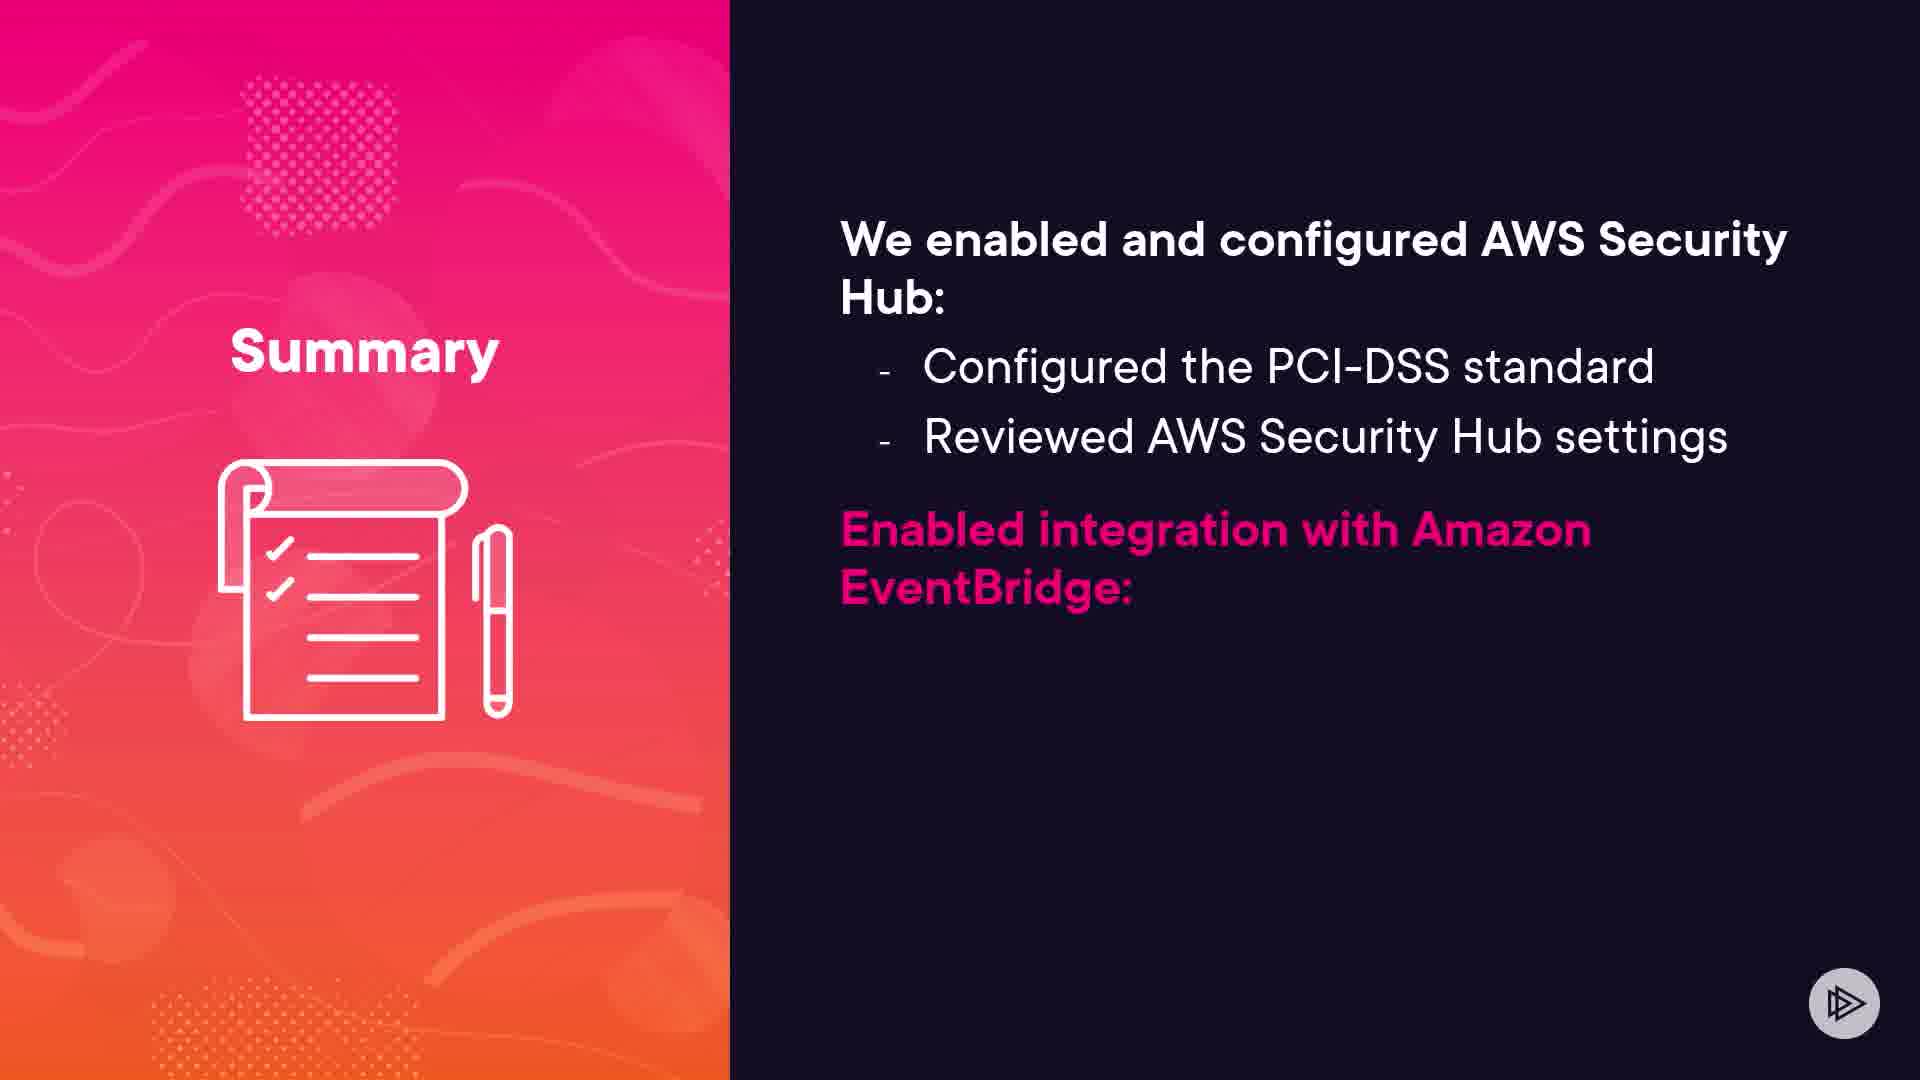 Summary
We enabled and configured AWS Security
Hub:
- Configured the PCI-DSS standard
- Reviewed AWS Security Hub settings
Enabled integration with Amazon
EventBridge: